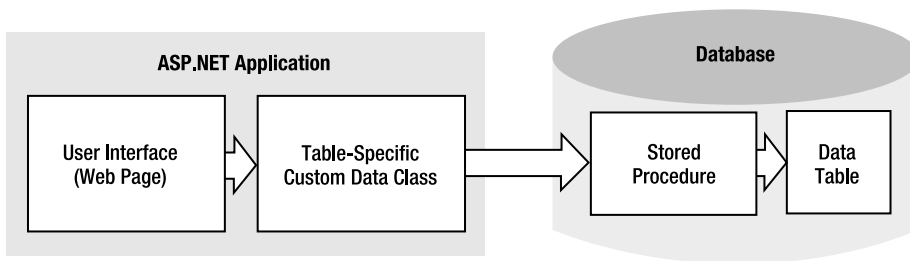 ASP.NET Application
Database
User Interface
(Web Page)
Table-Specific
Custom Data Class
Stored
Procedure
Data
Table